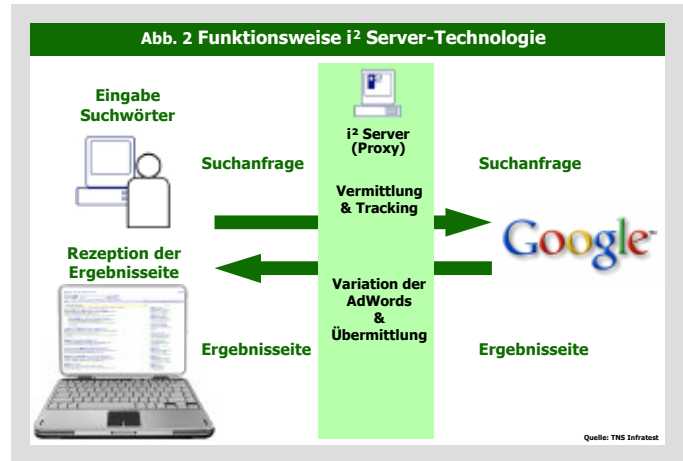 Abb. 2 Funktionsweise i² Server-Technologie
Eingabe
Suchwörter
i² Server
(Proxy)
Suchanfrage
Suchanfrage
Vermittlung
& Tracking
Google
Rezeption der
Ergebnisseite
Variation der
AdWords
&
Übermittlung
Ergebnisseite
Ergebnisseite
Quelle: TNS Infratest